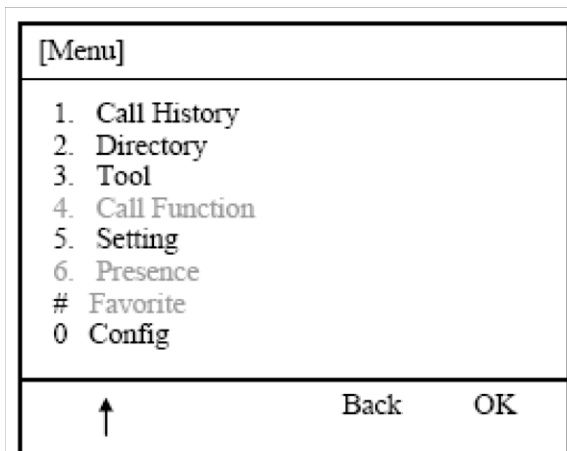 [Menu]
1. Call History
2. Directory
3. Tool
4. Call Function
5. Setting
6. Presence
# Favorite
0 Config
↑ Back OK